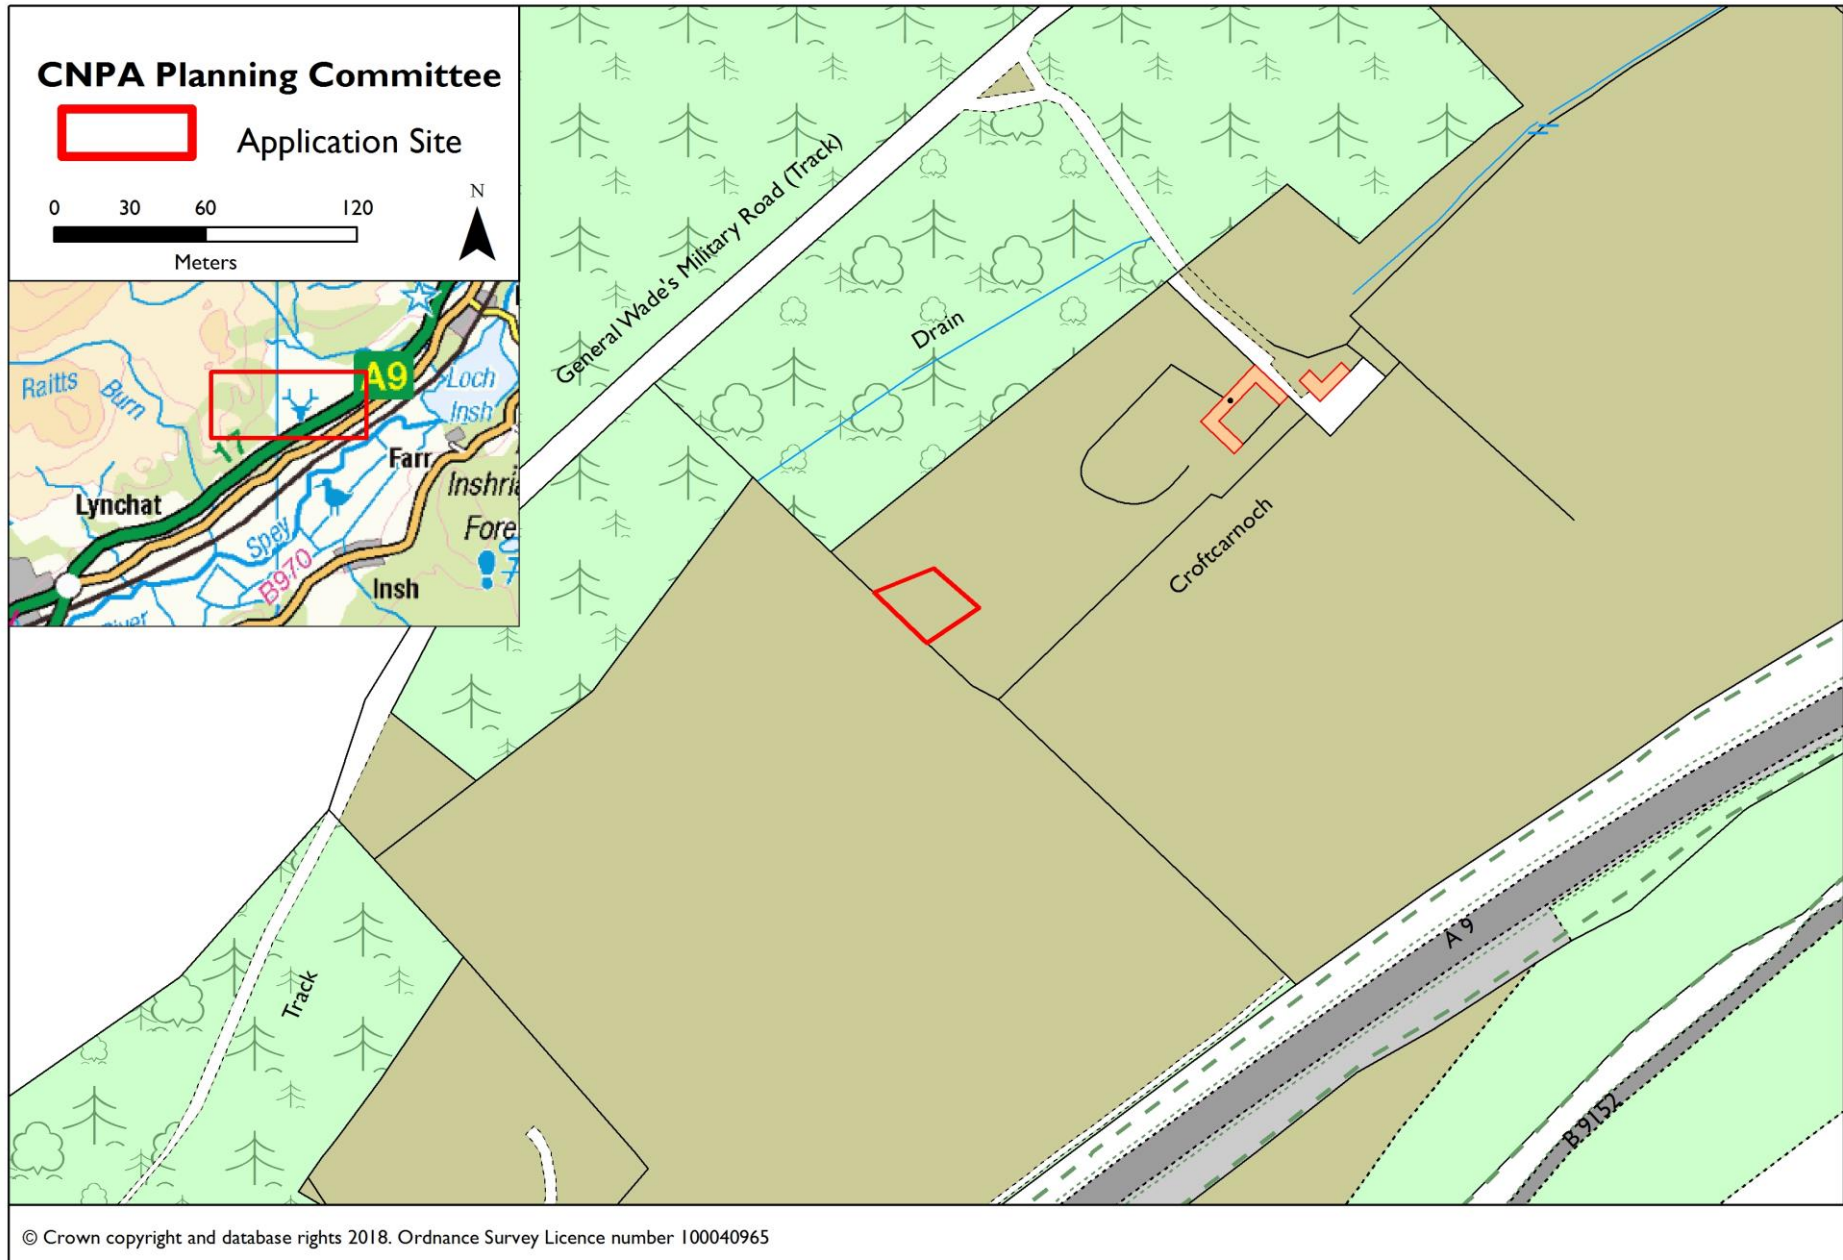 CNPA Planning Committee
Application Site
N
0 30 60 120
Meters
Raitts
Burn
A9
Loch
Insh
17
Farr
Lynchat
Spey
B970
Insh
River
General Wade's Military Road (Track)
Drain
Croftcarnoch
Track
A 9
B 9152
© Crown copyright and database rights 2018. Ordnance Survey Licence number 100040965